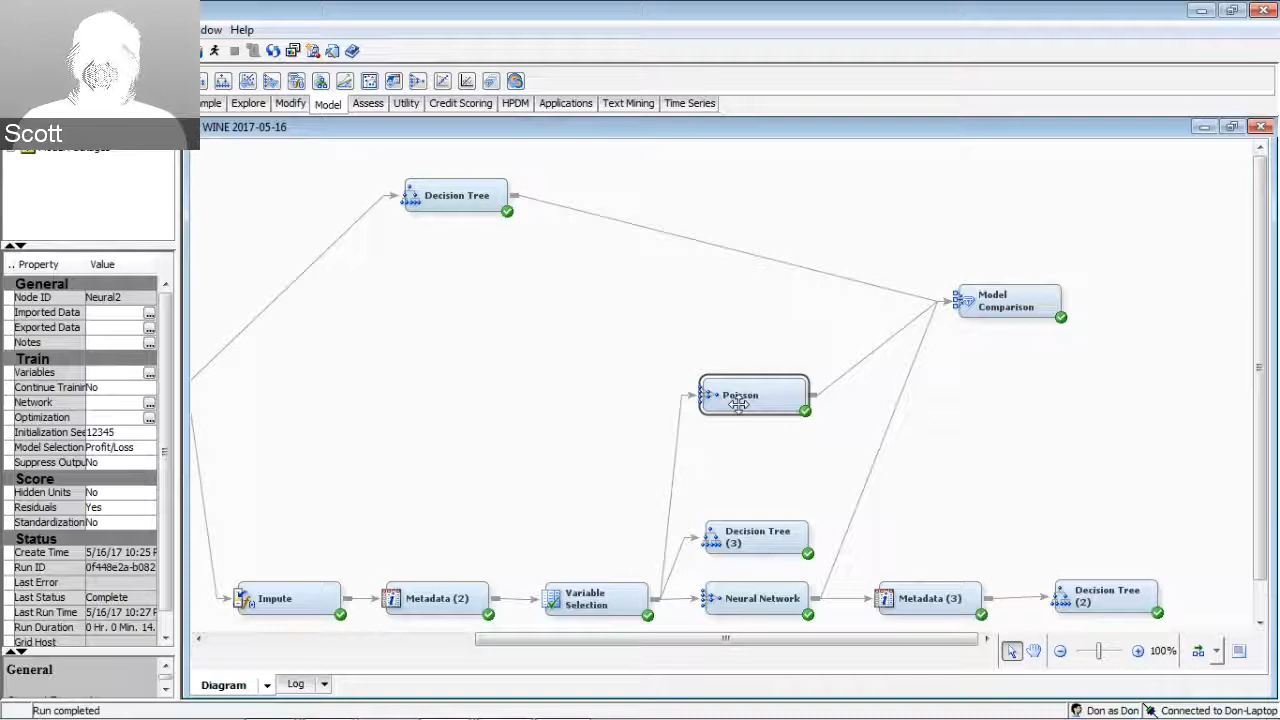 dow Help
mple Explore Modify Model Assess Utility Credit Scoring HPDM Applications Text Mining Time Series
Scott
WINE 2017-05-16
.. Property Value
General
Node ID Neural2
Imported Data ...
Exported Data ...
Notes ...
Train
Variables ...
Continue Trainin No
Network ...
Optimization ...
Initialization See 12345
Model Selection Profit/Loss
Suppress Outpu No
Score
Hidden Units No
Residuals Yes
Standardization No
Status
Create Time 5/16/17 10:25 P
Run ID 0f448e2a-b082
Last Error
Last Status Complete
Last Run Time 5/16/17 10:27 P
Run Duration 0 Hr. 0 Min. 14.
Grid Host
General
Decision Tree
Model
Comparison
Poisson
Decision Tree
(3)
Impute
Metadata (2)
Variable
Selection
Neural Network
Metadata (3)
Decision Tree
(2)
100%
Diagram Log
Run completed
Don as Don Connected to Don-Laptop